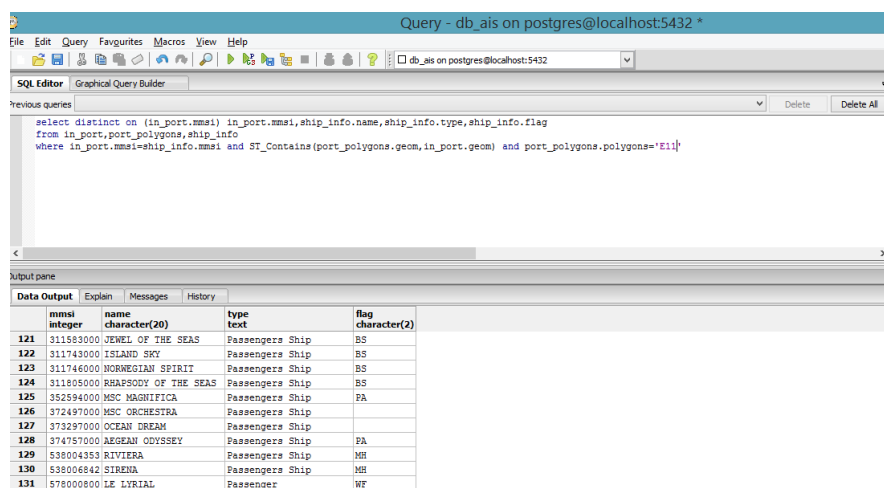 Query - db_ais on postgres@localhost:5432 *
File Edit Query Favourites Macros View Help
db_ais on postgres@localhost:5432
SQL Editor Graphical Query Builder
Previous queries Delete Delete All
select distinct on (in_port.mmsi) in_port.mmsi,ship_info.name,ship_info.type,ship_info.flag
from in_port,port_polygons,ship_info
where in_port.mmsi=ship_info.mmsi and ST_Contains(port_polygons.geom,in_port.geom) and port_polygons.polygons='E11'
Output pane
Data Output Explain Messages History
mmsi name type flag
integer character(20) text character(2)
121 311583000 JEWEL OF THE SEAS Passengers Ship BS
122 311743000 ISLAND SKY Passengers Ship BS
123 311746000 NORWEGIAN SPIRIT Passengers Ship BS
124 311805000 RHAPSODY OF THE SEAS Passengers Ship BS
125 352594000 MSC MAGNIFICA Passengers Ship PA
126 372497000 MSC ORCHESTRA Passengers Ship
127 373297000 OCEAN DREAM Passengers Ship
128 374757000 AEGEAN ODYSSEY Passengers Ship PA
129 538004353 RIVIERA Passengers Ship MH
130 538006842 SIRENA Passengers Ship MH
131 578000800 LE LYRIAL Passenger WF